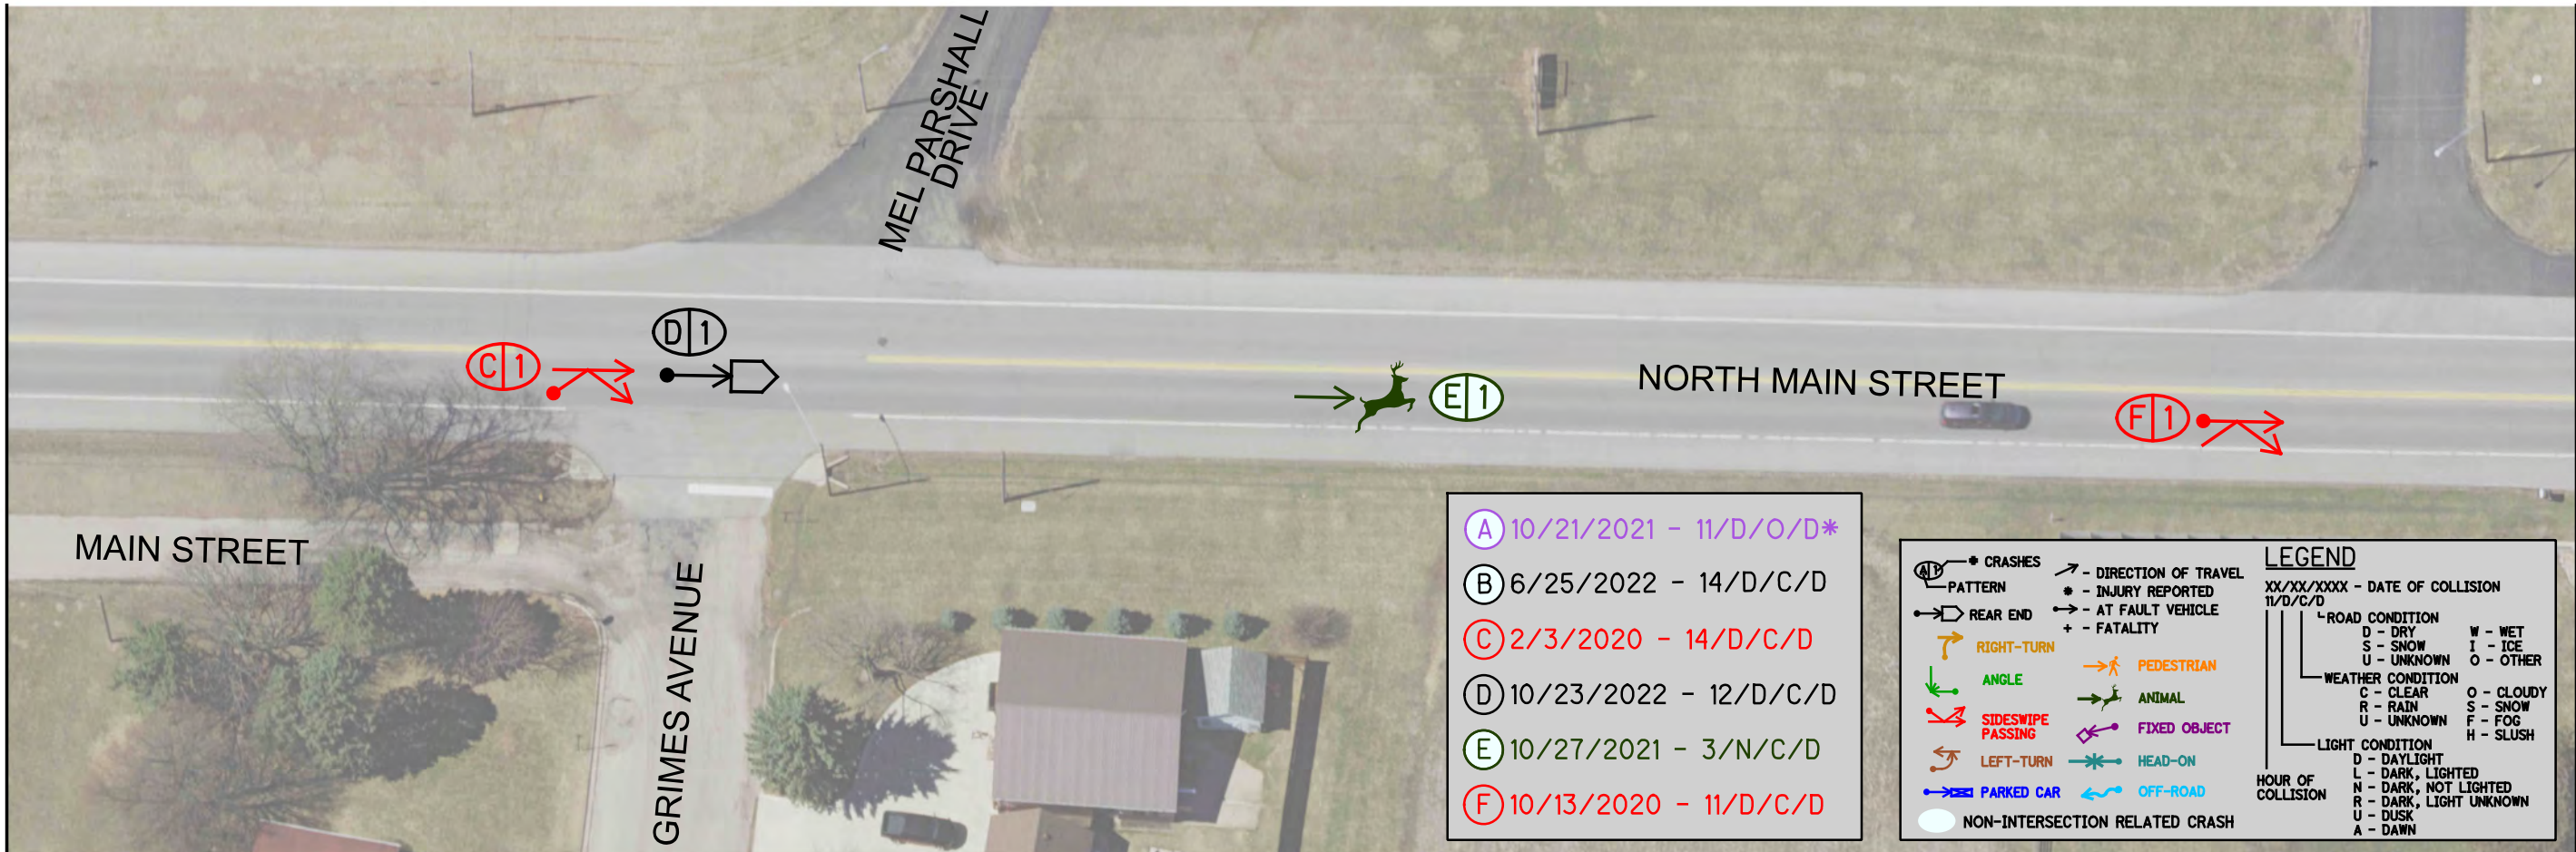 MEL PARSHALL
DRIVE
D 1
C 1
E 1
NORTH MAIN STREET
F 1
MAIN STREET
GRIMES AVENUE
A 10/21/2021 - 11/D/O/D*
B 6/25/2022 - 14/D/C/D
C 2/3/2020 - 14/D/C/D
D 10/23/2022 - 12/D/C/D
E 10/27/2021 - 3/N/C/D
F 10/13/2020 - 11/D/C/D
LEGEND
A 1
# CRASHES
PATTERN
REAR END
RIGHT-TURN
ANGLE
SIDESWIPE
PASSING
LEFT-TURN
PARKED CAR
NON-INTERSECTION RELATED CRASH
- DIRECTION OF TRAVEL
* - INJURY REPORTED
- AT FAULT VEHICLE
+ - FATALITY
PEDESTRIAN
ANIMAL
FIXED OBJECT
HEAD-ON
OFF-ROAD
XX/XX/XXXX - DATE OF COLLISION
11/D/C/D
ROAD CONDITION
D - DRY W - WET
S - SNOW I - ICE
U - UNKNOWN O - OTHER
WEATHER CONDITION
C - CLEAR O - CLOUDY
R - RAIN S - SNOW
U - UNKNOWN F - FOG
H - SLUSH
LIGHT CONDITION
D - DAYLIGHT
L - DARK, LIGHTED
N - DARK, NOT LIGHTED
R - DARK, LIGHT UNKNOWN
U - DUSK
A - DAWN
HOUR OF
COLLISION